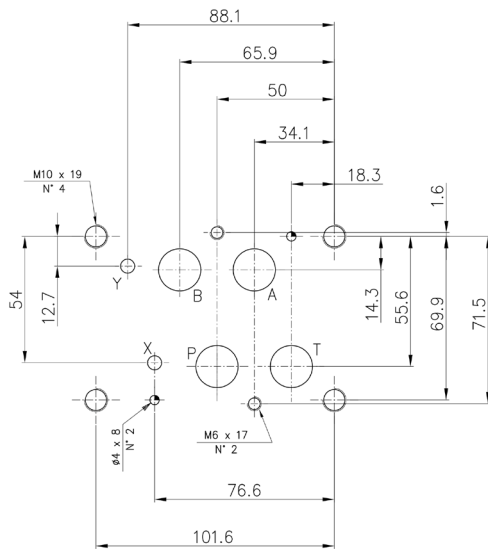 88.1
65.9
50
34.1
18.3
1.6
M10 x 19
N° 4
Y
B
A
54
12.7
14.3
55.6
69.9
71.5
X
P
T
ø4 x 8
N° 2
M6 x 17
N° 2
76.6
101.6